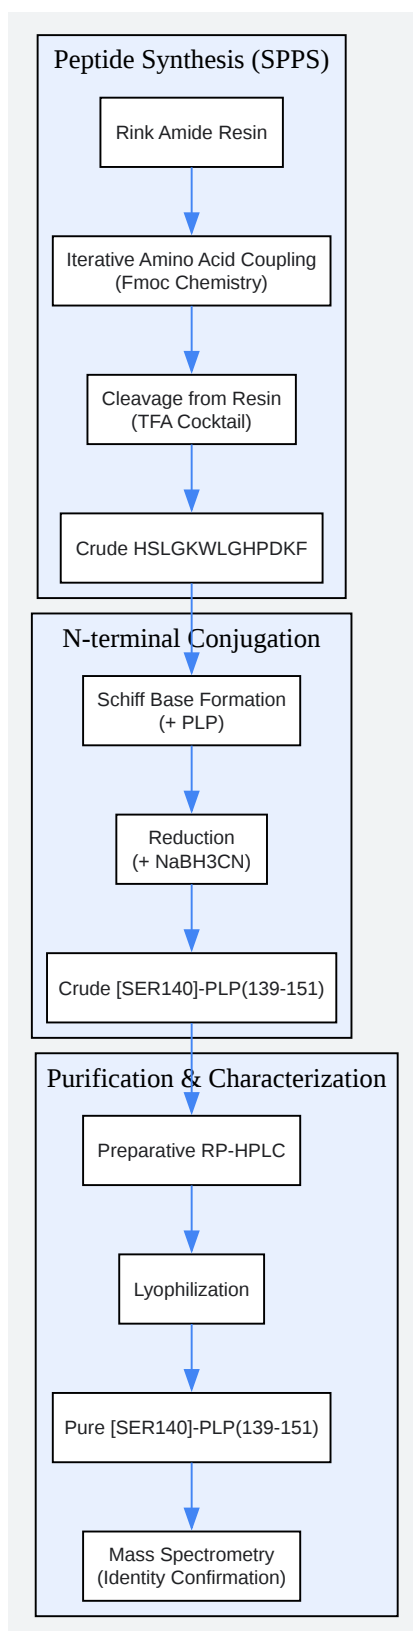 Peptide Synthesis (SPPS)
Rink Amide Resin
Iterative Amino Acid Coupling
(Fmoc Chemistry)
Cleavage from Resin
(TFA Cocktail)
Crude HSLGKWLGHPDKF
N-terminal Conjugation
Schiff Base Formation
(+ PLP)
Reduction
(+ NaBH3CN)
Crude [SER140]-PLP(139-151)
Purification & Characterization
Preparative RP-HPLC
Lyophilization
Pure [SER140]-PLP(139-151)
Mass Spectrometry
(Identity Confirmation)